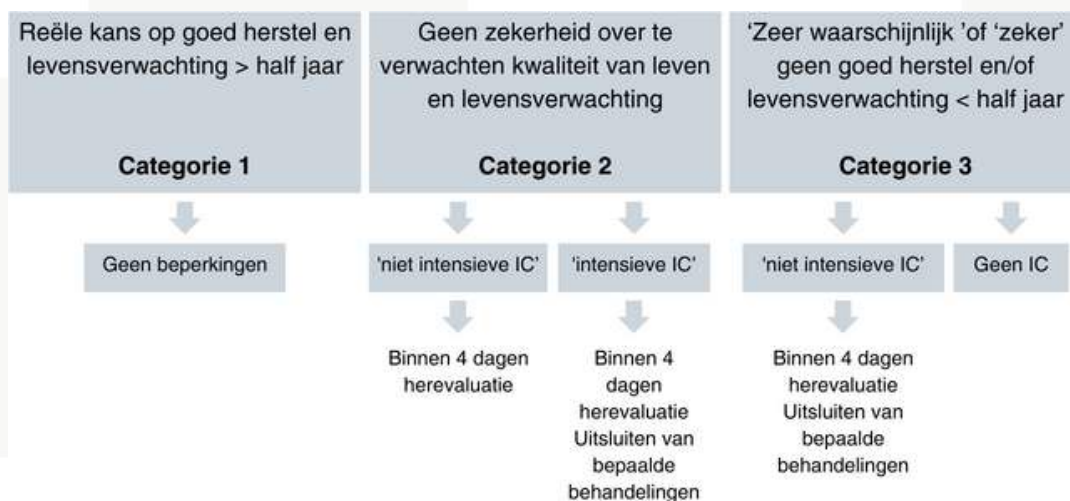 Reële kans op goed herstel en
levensverwachting > half jaar
Categorie 1
Geen zekerheid over te
verwachten kwaliteit van leven
en levensverwachting
Categorie 2
‘Zeer waarschijnlijk ’of ‘zeker’
geen goed herstel en/of
levensverwachting < half jaar
Categorie 3
Geen beperkingen
‘niet intensieve IC’
‘intensieve IC’
‘niet intensieve IC’
Geen IC
Binnen 4 dagen
herevaluatie
Binnen 4
dagen
herevaluatie
Uitsluiten van
bepaalde
behandelingen
Binnen 4 dagen
herevaluatie
Uitsluiten van
bepaalde
behandelingen